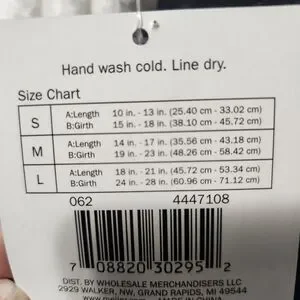 Hand wash cold. Line dry.
Size Chart
S A:Length 10 in. - 13 in. (25.40 cm - 33.02 cm)
B:Girth 15 in. - 18 in. (38.10 cm - 45.72 cm)
M A:Length 14 in. - 17 in. (35.56 cm - 43.18 cm)
B:Girth 19 in. - 23 in. (48.26 cm - 58.42 cm)
L A:Length 18 in. - 21 in. (45.72 cm - 53.34 cm)
B:Girth 24 in. - 28 in. (60.96 cm - 71.12 cm)
062 4447108
7 08820 30295 2
DIST. BY WHOLESALE MERCHANDISERS LLC
2929 WALKER, NW, GRAND RAPIDS, MI 49544